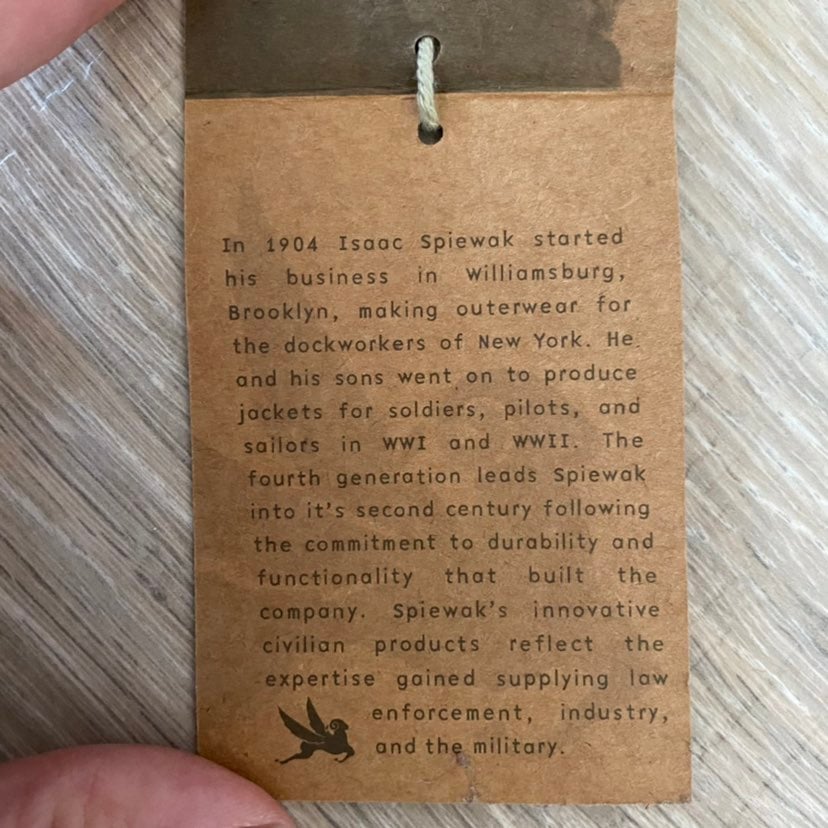 In 1904 Isaac Spiewak started
his business in Williamsburg,
Brooklyn, making outerwear for
the dockworkers of New York. He
and his sons went on to produce
jackets for soldiers, pilots, and
sailors in WWI and WWII. The
fourth generation leads Spiewak
into it's second century following
the commitment to durability and
functionality that built the
company. Spiewak's innovative
civilian products reflect the
expertise gained supplying law
enforcement, industry,
and the military.